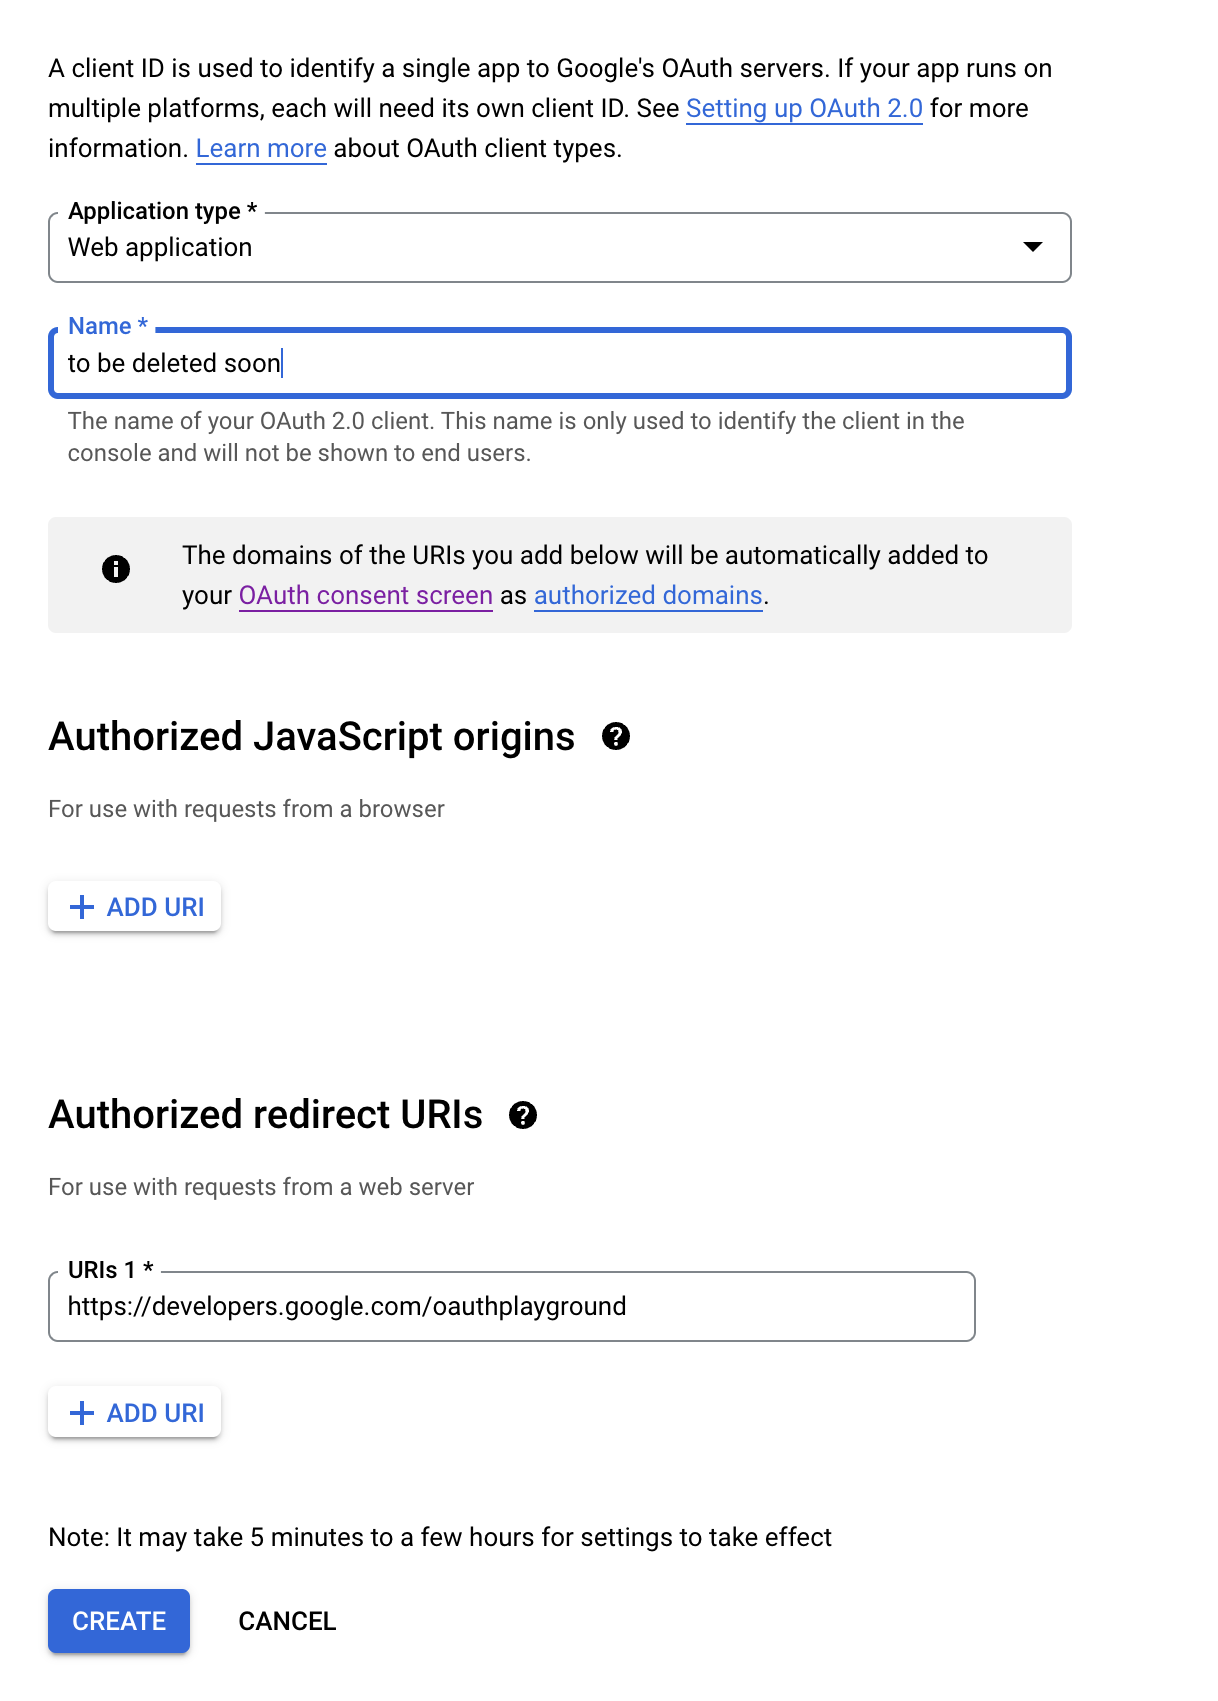 A client ID is used to identify a single app to Google's OAuth servers. If your app runs on
multiple platforms, each will need its own client ID. See Setting up OAuth 2.0 for more
information. Learn more about OAuth client types.
Application type *
Web application
Name *
to be deleted soon
The name of your OAuth 2.0 client. This name is only used to identify the client in the
console and will not be shown to end users.
The domains of the URIs you add below will be automatically added to
your OAuth consent screen as authorized domains.
Authorized JavaScript origins
For use with requests from a browser
ADD URI
Authorized redirect URIs
For use with requests from a web server
URIs 1 *
https://developers.google.com/oauthplayground
ADD URI
Note: It may take 5 minutes to a few hours for settings to take effect
CREATE CANCEL